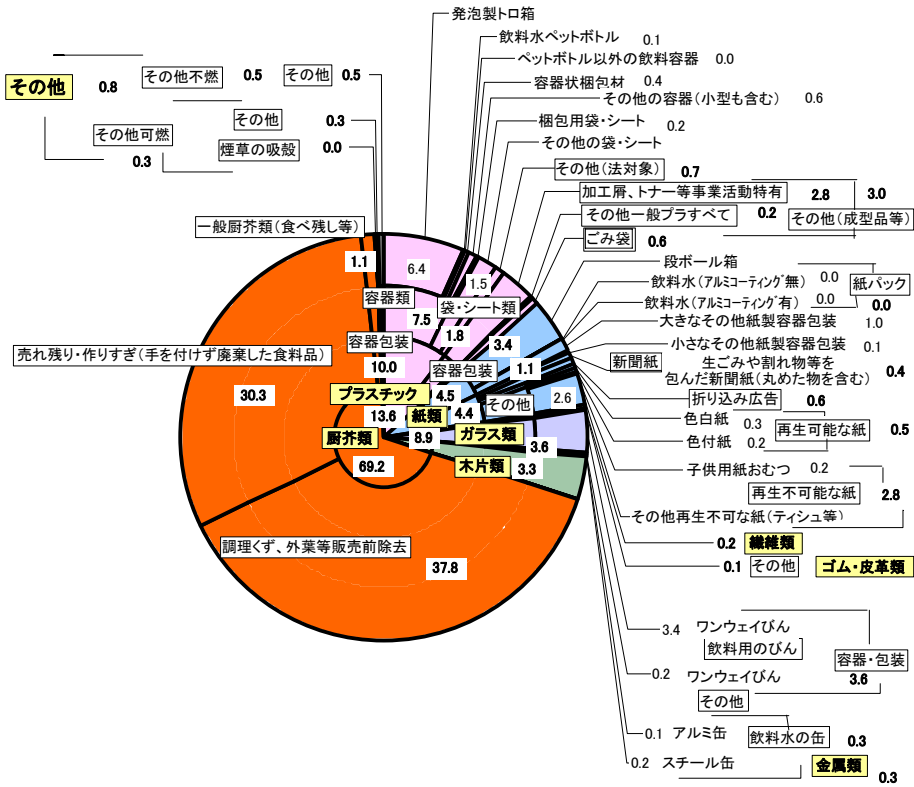 発泡製トロ箱
飲料水ペットボトル 0.1
ペットボトル以外の飲料容器 0.0
容器状梱包材 0.4
その他の容器(小型も含む) 0.6
梱包用袋・シート 0.2
その他の袋・シート
その他(法対象) 0.7
加工屑、トナー等事業活動特有 2.8 3.0
その他一般プラすべて 0.2 その他(成型品等)
ごみ袋 0.6
その他 0.8
その他不燃 0.5
その他 0.5
その他 0.3
その他可燃 0.3
煙草の吸殻 0.0
一般厨芥類(食べ残し等)
1.1
6.4
1.5
容器類 7.5
袋・シート類 1.8
容器包装 10.0
容器包装 4.5
3.4
1.1
売れ残り・作りすぎ(手を付けず廃棄した食料品)
30.3
プラスチック 13.6
紙類 8.9
4.4 その他 2.6
厨芥類 69.2
ガラス類 3.6
木片類 3.3
調理くず、外葉等販売前除去
37.8
段ボール箱
飲料水(アルミコーティング無) 0.0 紙パック
飲料水(アルミコーティング有) 0.0 0.0
大きなその他紙製容器包装 1.0
小さなその他紙製容器包装 0.1
新聞紙 生ごみや割れ物等を
包んだ新聞紙(丸めた物を含む) 0.4
折り込み広告 0.6
色白紙 0.3 再生可能な紙 0.5
色付紙 0.2
子供用紙おむつ 0.2
再生不可能な紙 2.8
その他再生不可な紙(ティシュ等)
0.2 繊維類
0.1 その他 ゴム・皮革類
3.4 ワンウェイびん
飲料用のびん
容器・包装
3.6
0.2 ワンウェイびん
その他
0.1 アルミ缶 飲料水の缶 0.3
0.2 スチール缶 金属類 0.3